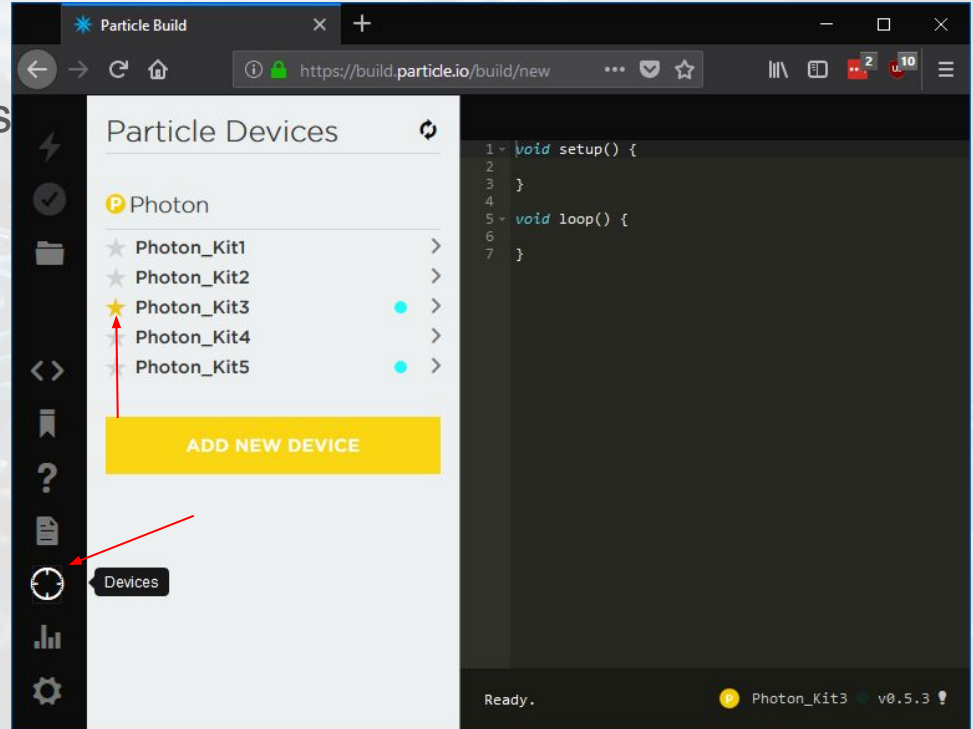 Particle Build
https://build.particle.io/build/new
2
10
s
Particle Devices
P Photon
Photon_Kit1
Photon_Kit2
Photon_Kit3
Photon_Kit4
Photon_Kit5
ADD NEW DEVICE
?
Devices
1 void setup() {
2
3 }
4
5 void loop() {
6
7 }
Ready.
P Photon_Kit3 v0.5.3